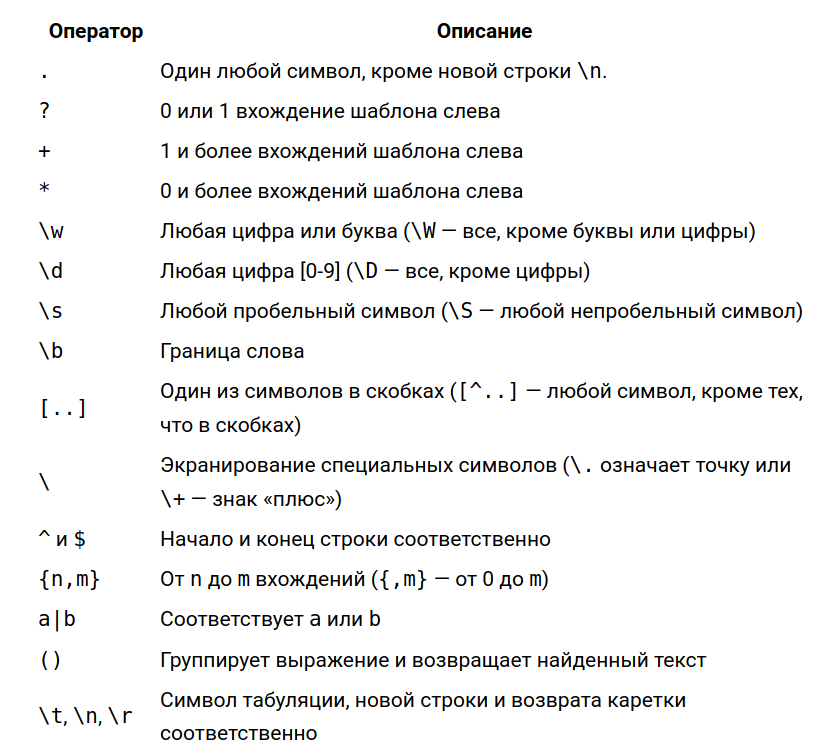 Оператор Описание
. Один любой символ, кроме новой строки \n.
? 0 или 1 вхождение шаблона слева
+ 1 и более вхождений шаблона слева
* 0 и более вхождений шаблона слева
\w Любая цифра или буква (\W — все, кроме буквы или цифры)
\d Любая цифра [0-9] (\D — все, кроме цифры)
\s Любой пробельный символ (\S — любой непробельный символ)
\b Граница слова
[..] Один из символов в скобках ([^..] — любой символ, кроме тех,
что в скобках)
\ Экранирование специальных символов (\. означает точку или
\+ — знак «плюс»)
^ и $ Начало и конец строки соответственно
{n,m} От n до m вхождений ({,m} — от 0 до m)
a|b Соответствует a или b
() Группирует выражение и возвращает найденный текст
\t, \n, \r Символ табуляции, новой строки и возврата каретки
соответственно